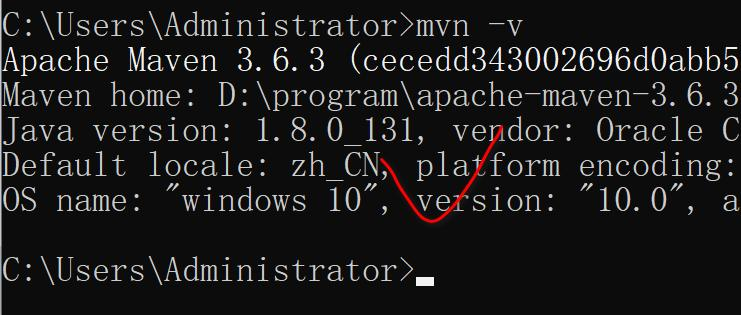 C:\Users\Administrator>mvn -v
Apache Maven 3.6.3 (cecedd343002696d0abb5
Maven home: D:\program\apache-maven-3.6.3
Java version: 1.8.0_131, vendor: Oracle C
Default locale: zh_CN, platform encoding:
OS name: "windows 10", version: "10.0", a
C:\Users\Administrator>